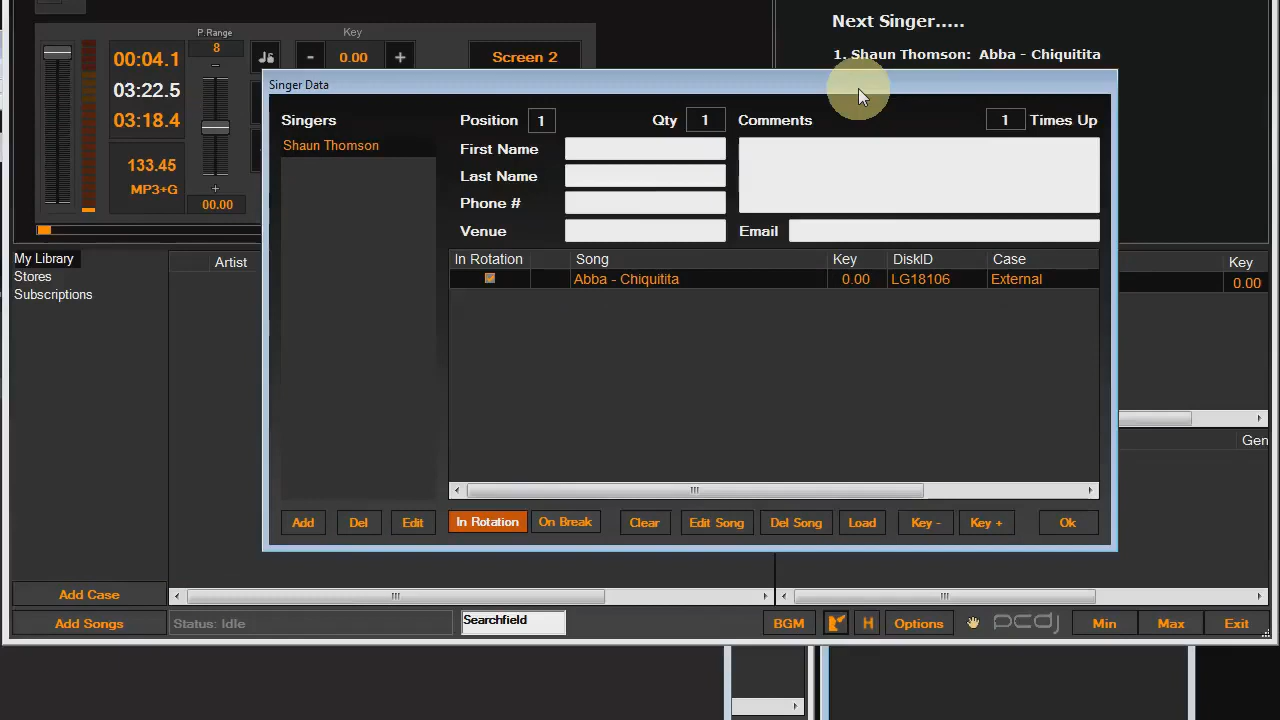 P.Range
8
Key
- 0.00 +
Screen 2
00:04.1
03:22.5
03:18.4
133.45
MP3+G
00.00
Next Singer.....
1. Shaun Thomson: Abba - Chiquitita
Singer Data
Singers
Shaun Thomson
Position 1
Qty 1
Comments
1 Times Up
First Name
Last Name
Phone #
Venue
Email
In Rotation Song Key DiskID Case
Abba - Chiquitita 0.00 LG18106 External
Add Del Edit In Rotation On Break Clear Edit Song Del Song Load Key - Key + Ok
My Library
Stores
Subscriptions
Artist
Key
0.00
Gen
Add Case
Add Songs
Status: Idle
Searchfield
BGM H Options pcdj Min Max Exit